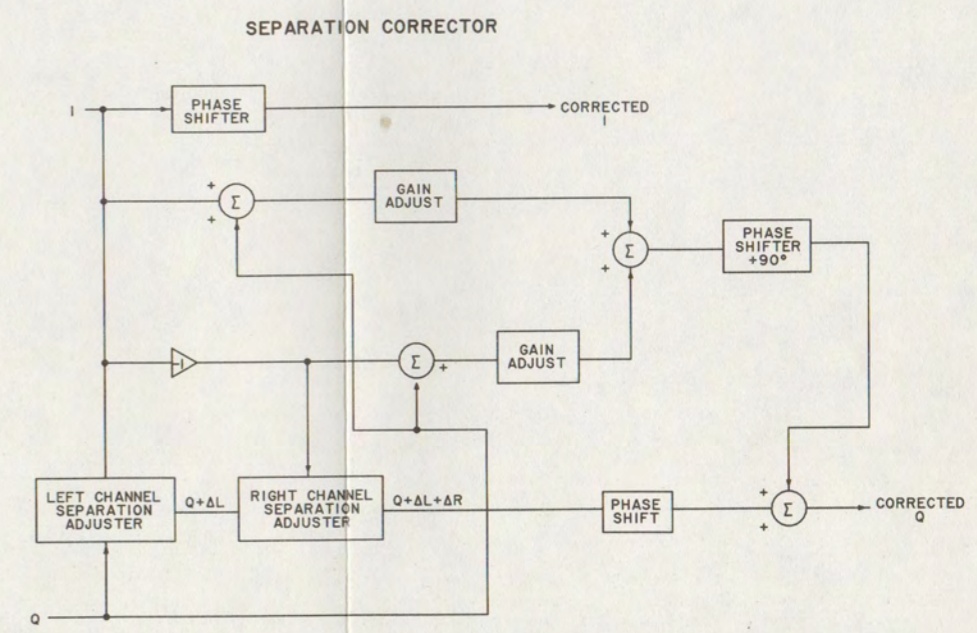 SEPARATION CORRECTOR
I
PHASE
SHIFTER
CORRECTED
I
+
Σ
+
GAIN
ADJUST
+
Σ
+
PHASE
SHIFTER
+90°
-1
Σ
+
GAIN
ADJUST
LEFT CHANNEL
SEPARATION
ADJUSTER
Q+ΔL
RIGHT CHANNEL
SEPARATION
ADJUSTER
Q+ΔL+ΔR
PHASE
SHIFT
+
Σ
+
CORRECTED
Q
Q